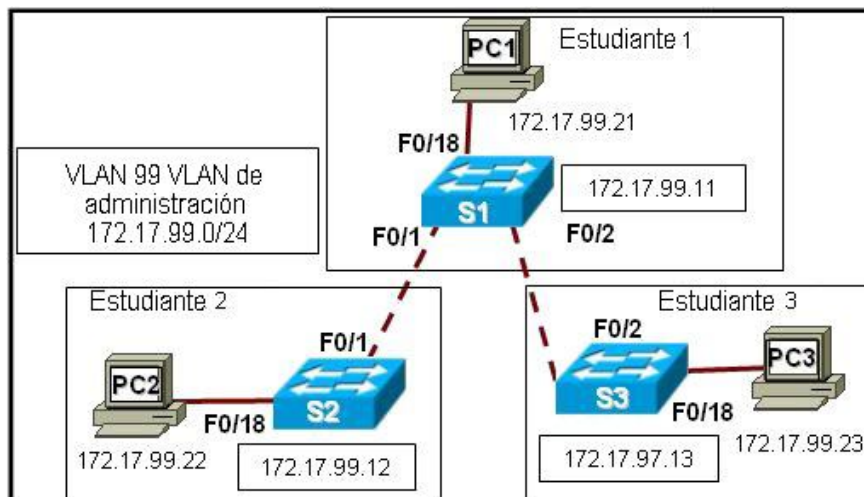 PC1
Estudiante 1
172.17.99.21
F0/18
VLAN 99 VLAN de
administración
172.17.99.0/24
172.17.99.11
S1
F0/1
F0/2
Estudiante 2
Estudiante 3
F0/1
F0/2
PC2
PC3
S2
S3
F0/18
F0/18
172.17.99.22
172.17.99.12
172.17.97.13
172.17.99.23